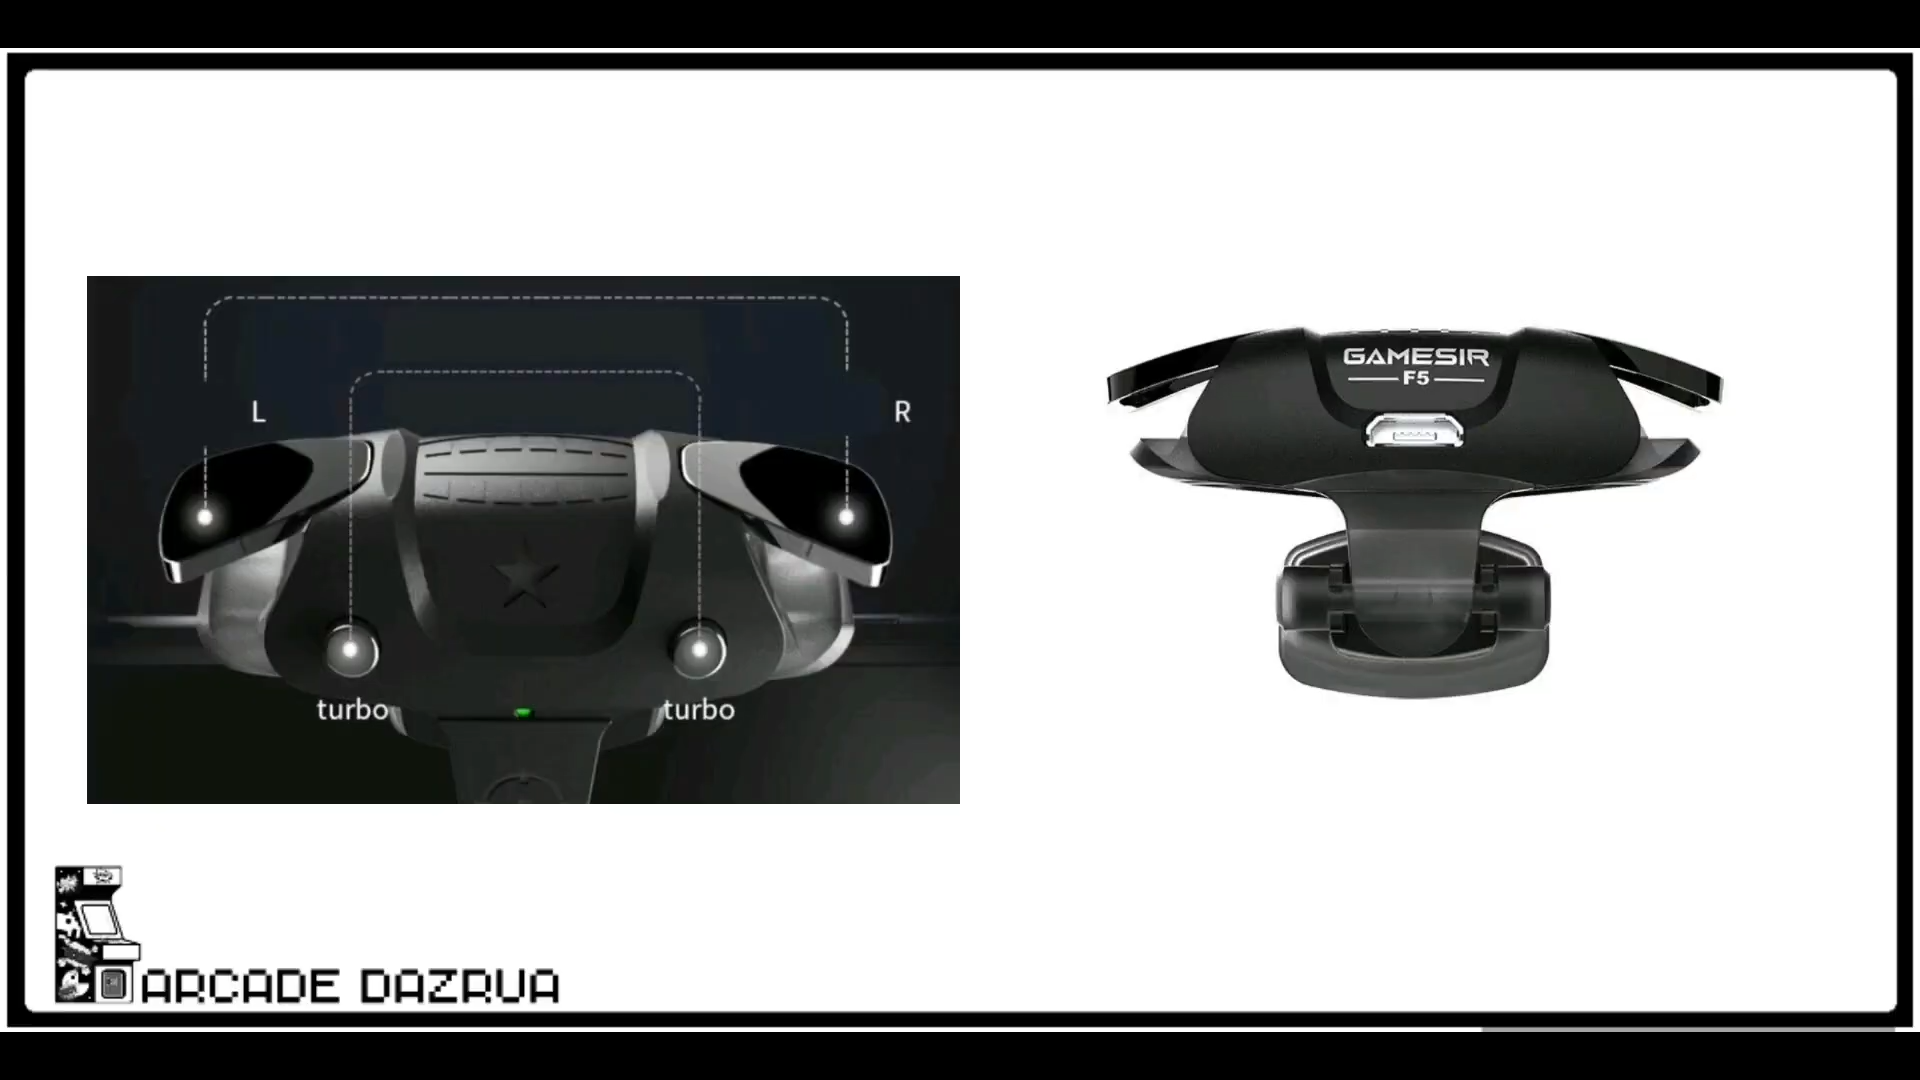 L
R
turbo
turbo
GAMESIR
F5
ARCADE DAZRUA